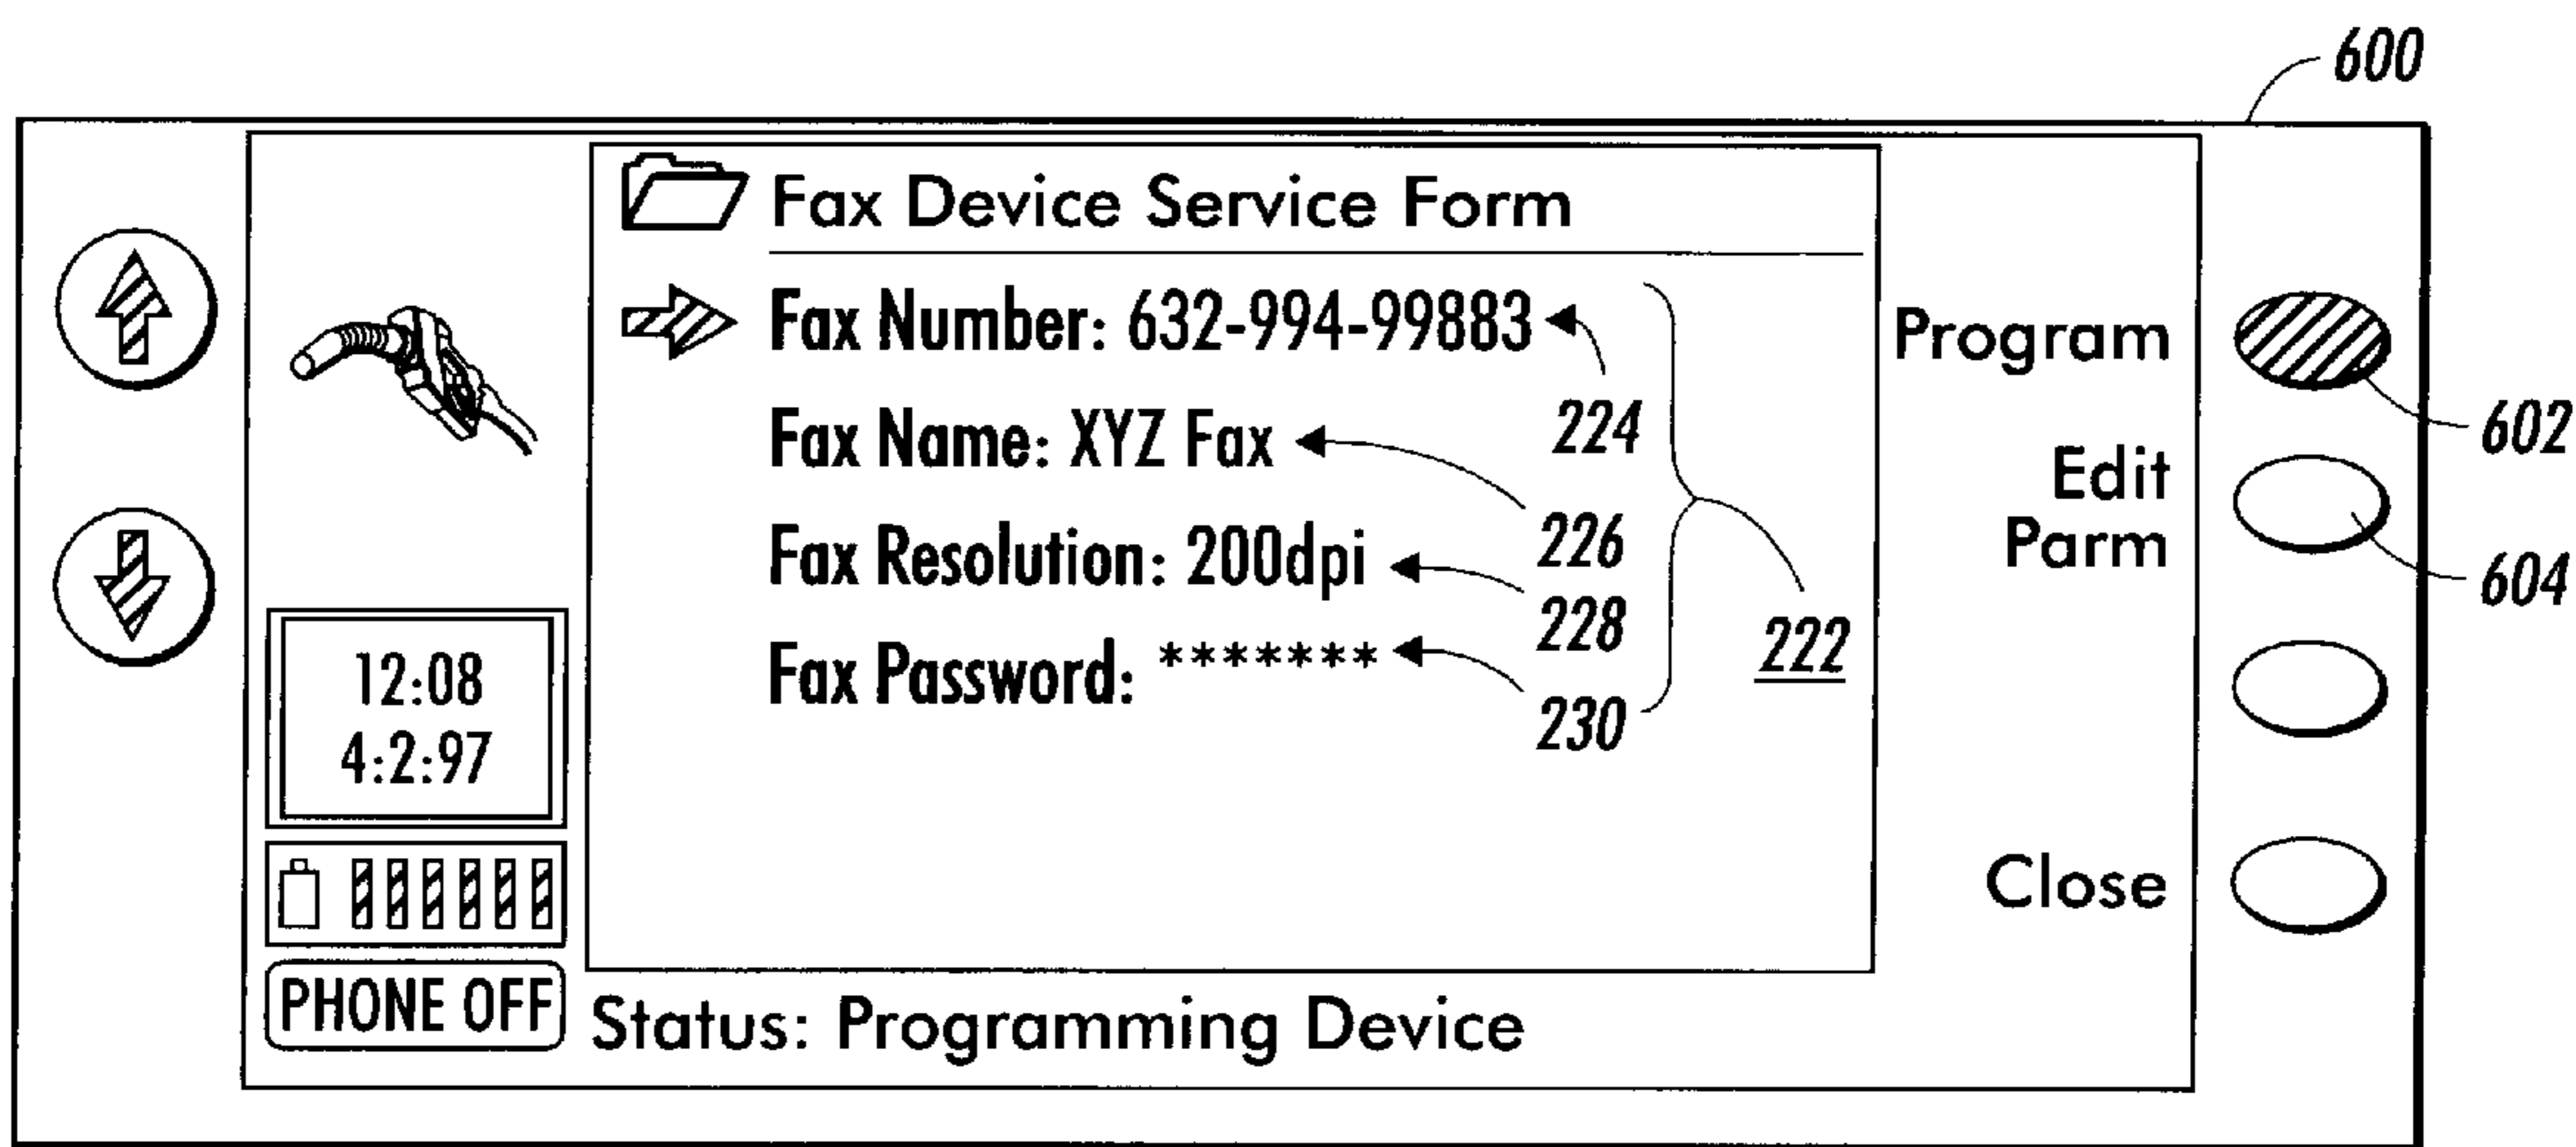 600
Fax Device Service Form
Fax Number: 632-994-99883
224
Fax Name: XYZ Fax
226
Fax Resolution: 200dpi
228
Fax Password: *******
230
222
Program
602
Edit
Parm
604
Close
12:08
4:2:97
PHONE OFF
Status: Programming Device